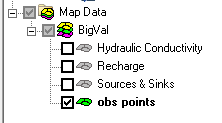 Map Data
BigVal
Hydraulic Conductivity
Recharge
Sources & Sinks
obs points